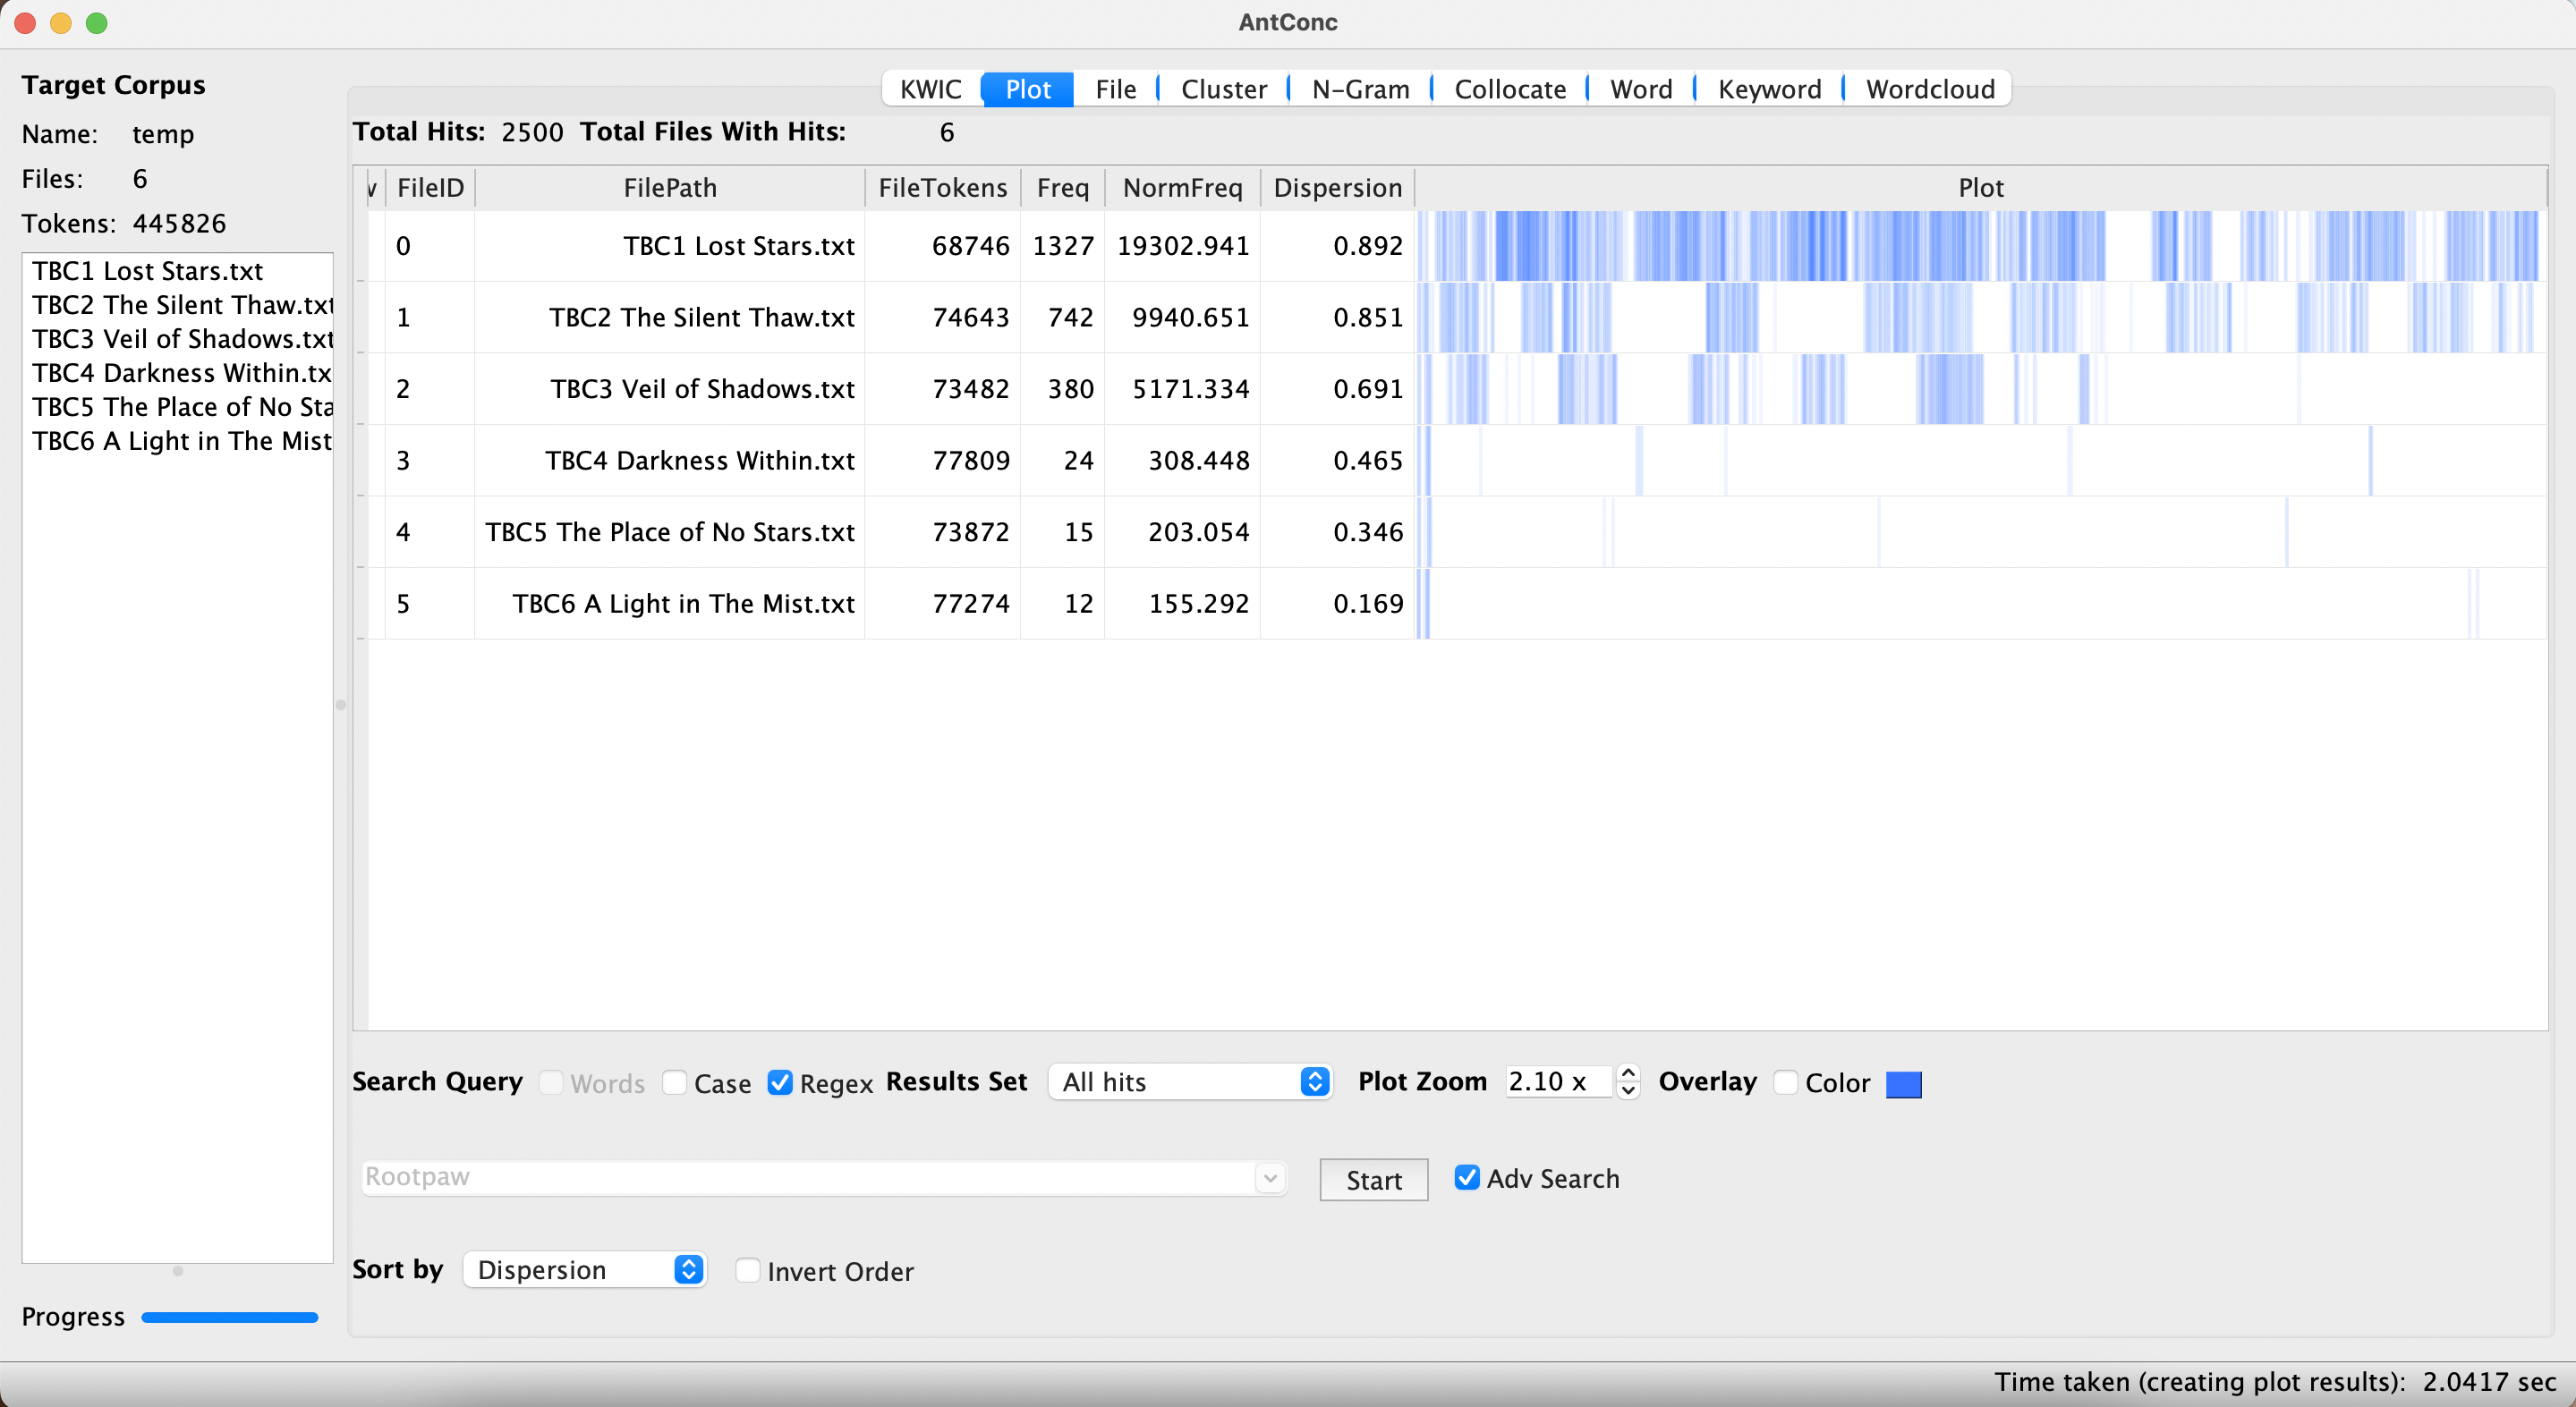 AntConc
Target Corpus
Name: temp
Files: 6
Tokens: 445826
TBC1 Lost Stars.txt
TBC2 The Silent Thaw.txt
TBC3 Veil of Shadows.txt
TBC4 Darkness Within.tx
TBC5 The Place of No Sta
TBC6 A Light in The Mist
Progress
KWIC Plot File Cluster N-Gram Collocate Word Keyword Wordcloud
Total Hits: 2500 Total Files With Hits: 6
FileID FilePath FileTokens Freq NormFreq Dispersion Plot
0 TBC1 Lost Stars.txt 68746 1327 19302.941 0.892
1 TBC2 The Silent Thaw.txt 74643 742 9940.651 0.851
2 TBC3 Veil of Shadows.txt 73482 380 5171.334 0.691
3 TBC4 Darkness Within.txt 77809 24 308.448 0.465
4 TBC5 The Place of No Stars.txt 73872 15 203.054 0.346
5 TBC6 A Light in The Mist.txt 77274 12 155.292 0.169
Search Query Words Case Regex Results Set All hits Plot Zoom 2.10 x Overlay Color
Rootpaw Start Adv Search
Sort by Dispersion Invert Order
Time taken (creating plot results): 2.0417 sec